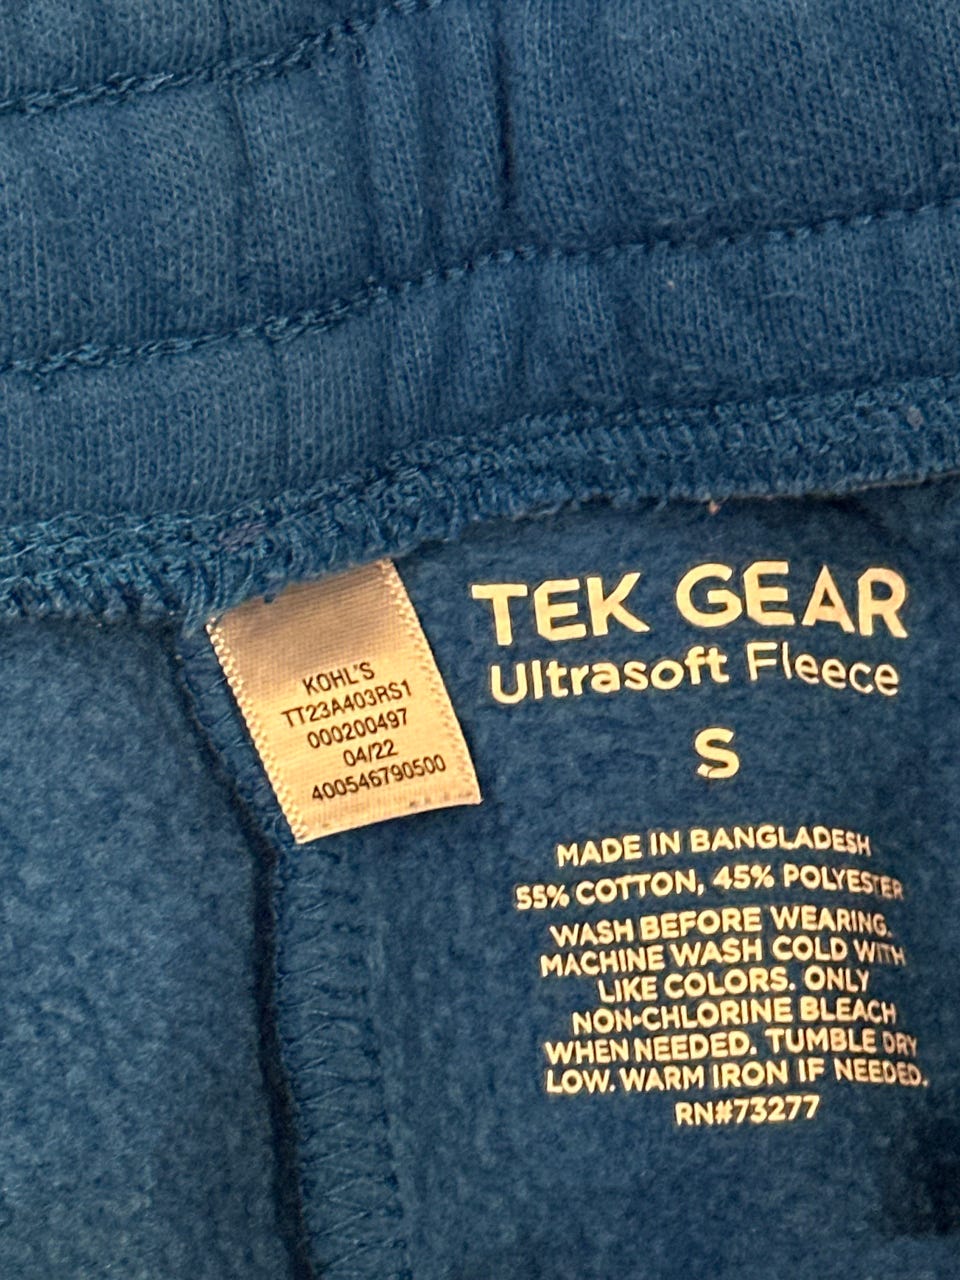 KOHL'S
TT23A403RS1
000200497
04/22
400546790500
TEK GEAR
Ultrasoft Fleece
S
MADE IN BANGLADESH
55% COTTON, 45% POLYESTER
WASH BEFORE WEARING.
MACHINE WASH COLD WITH
LIKE COLORS. ONLY
NON-CHLORINE BLEACH
WHEN NEEDED. TUMBLE DRY
LOW. WARM IRON IF NEEDED.
RN#73277